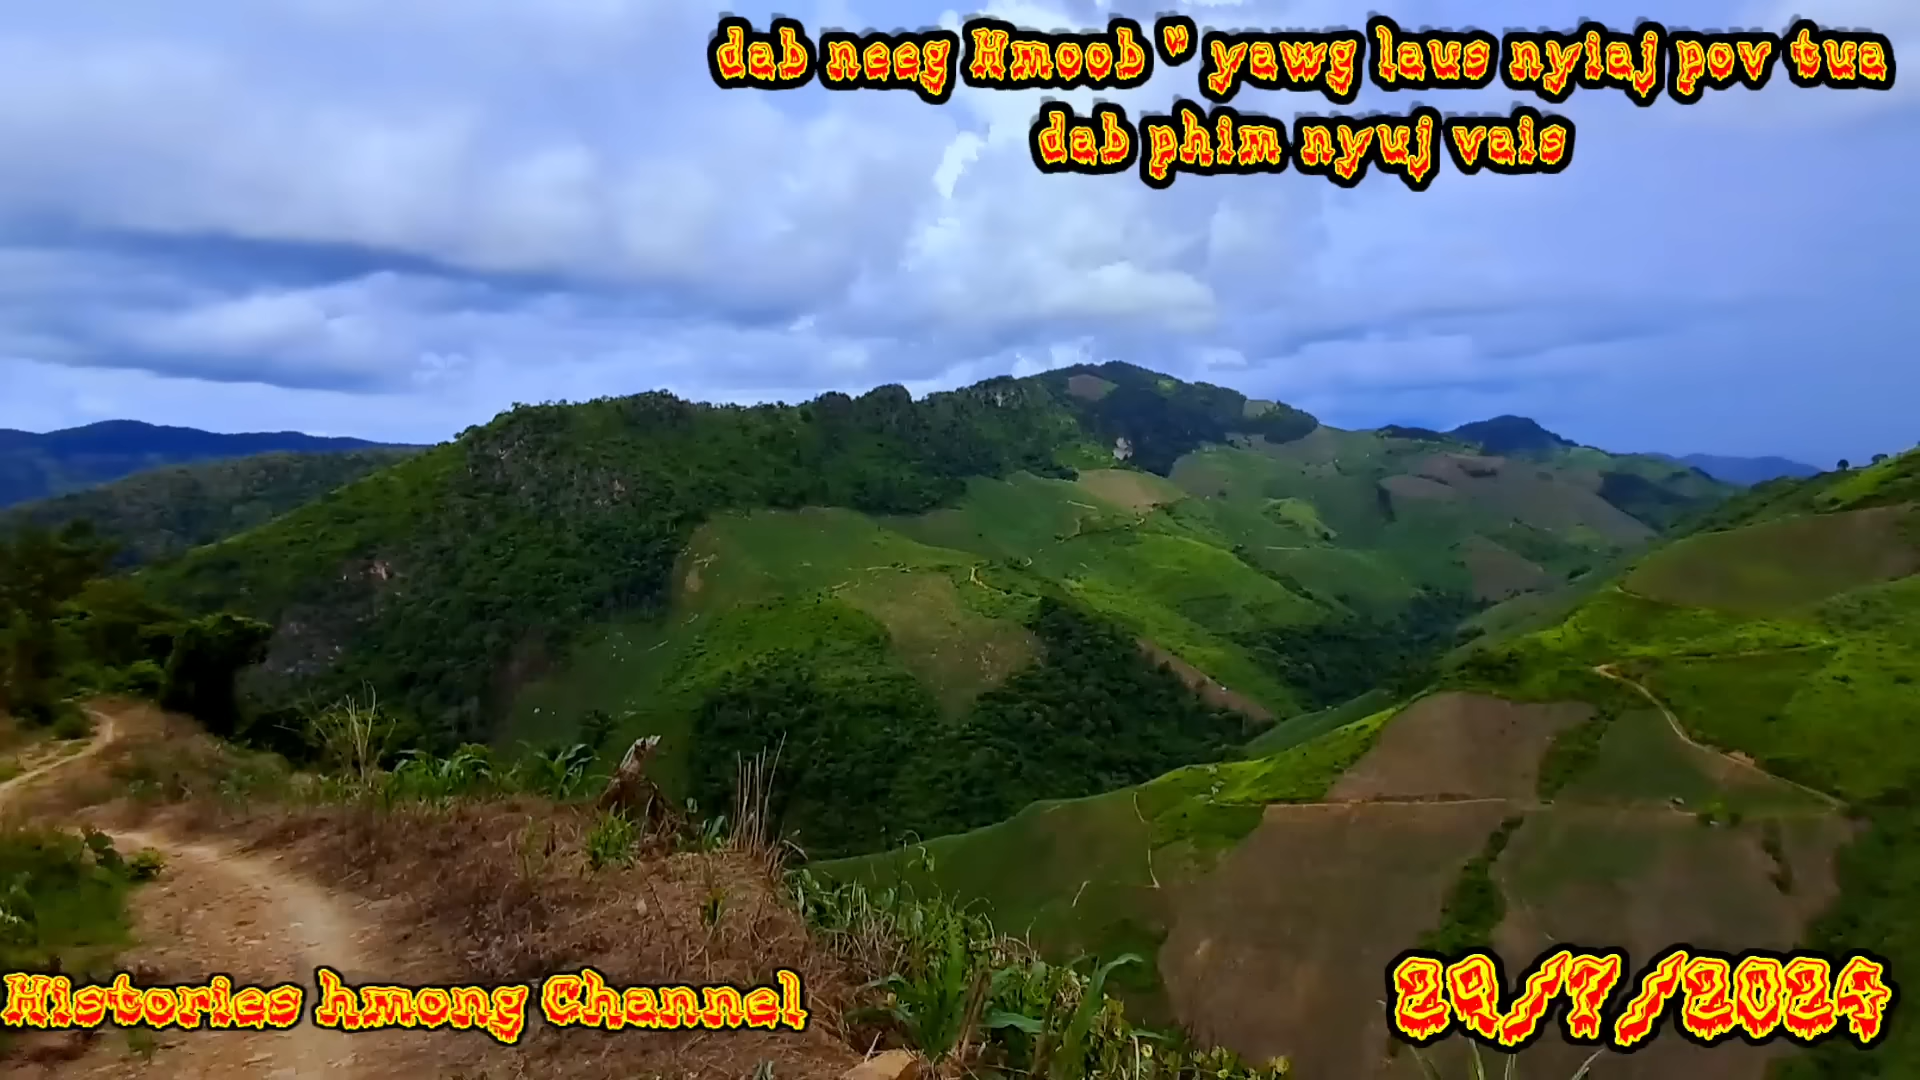 dab neeg Hmoob " yawg laus nyiaj pov tua
dab phim nyuj vais
Histories hmong Channel
29/7/2024